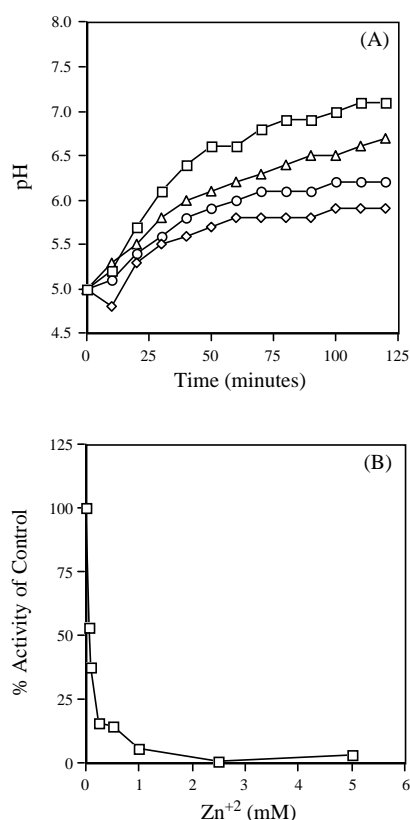 (A)
8.0
7.5
7.0
6.5
6.0
5.5
5.0
4.5
pH
0 25 50 75 100 125
Time (minutes)
(B)
125
100
75
50
25
0
% Activity of Control
0 1 2 3 4 5 6
Zn+2 (mM)